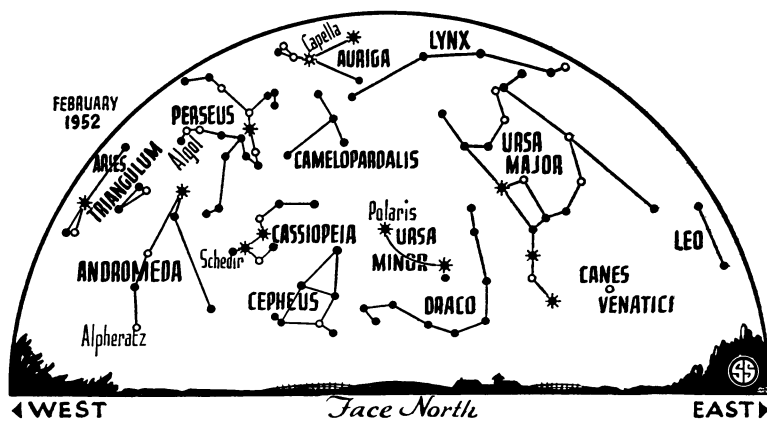 Capella
AURIGA
LYNX
FEBRUARY
1952
PERSEUS
Algol
ARIES
TRIANGULUM
CAMELOPARDALIS
URSA
MAJOR
Polaris
URSA
MINOR
CASSIOPEIA
Schedir
ANDROMEDA
CEPHEUS
DRACO
LEO
CANES
VENATICI
Alpheratz
SS
WEST
Face North
EAST